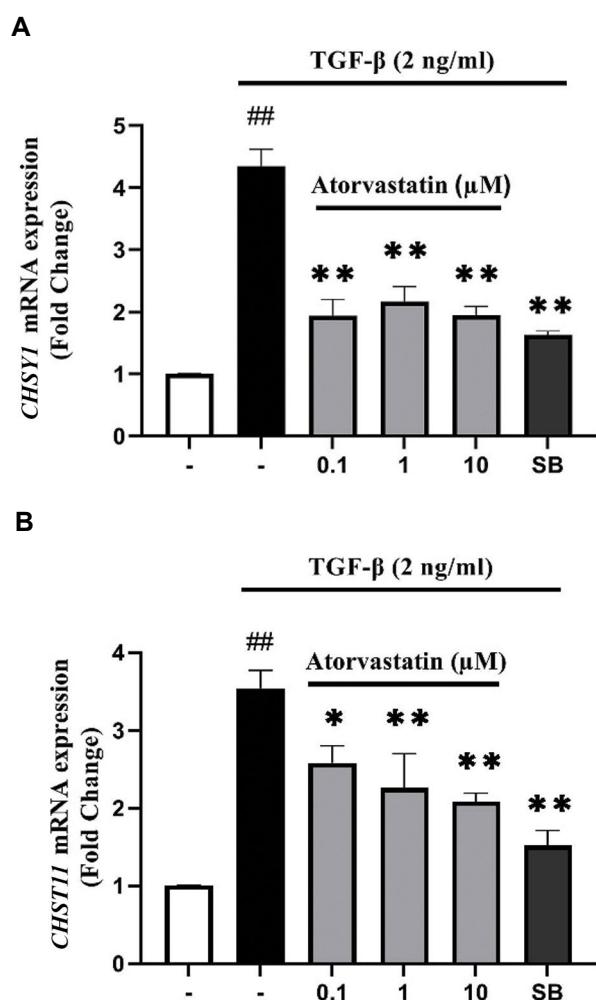 A
TGF-β (2 ng/ml)
##
Atorvastatin (µM)
** ** ** **
CHSY1 mRNA expression
(Fold Change)
5
4
3
2
1
0
- - 0.1 1 10 SB
B
TGF-β (2 ng/ml)
##
Atorvastatin (µM)
* ** ** **
CHST11 mRNA expression
(Fold Change)
4
3
2
1
0
- - 0.1 1 10 SB